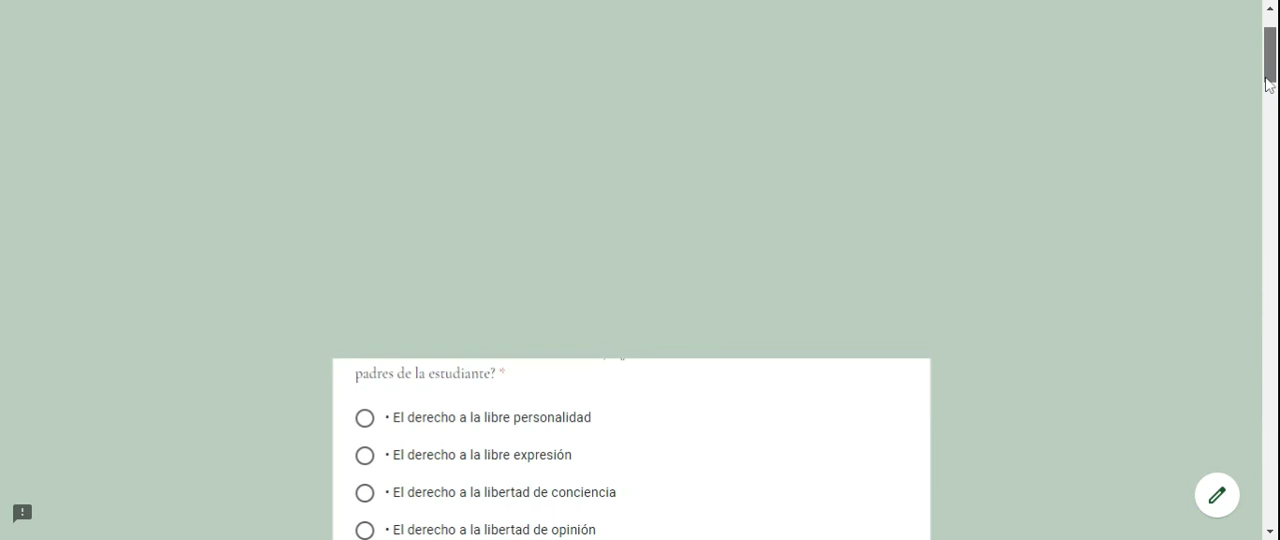 padres de la estudiante? *
• El derecho a la libre personalidad
• El derecho a la libre expresión
• El derecho a la libertad de conciencia
• El derecho a la libertad de opinión